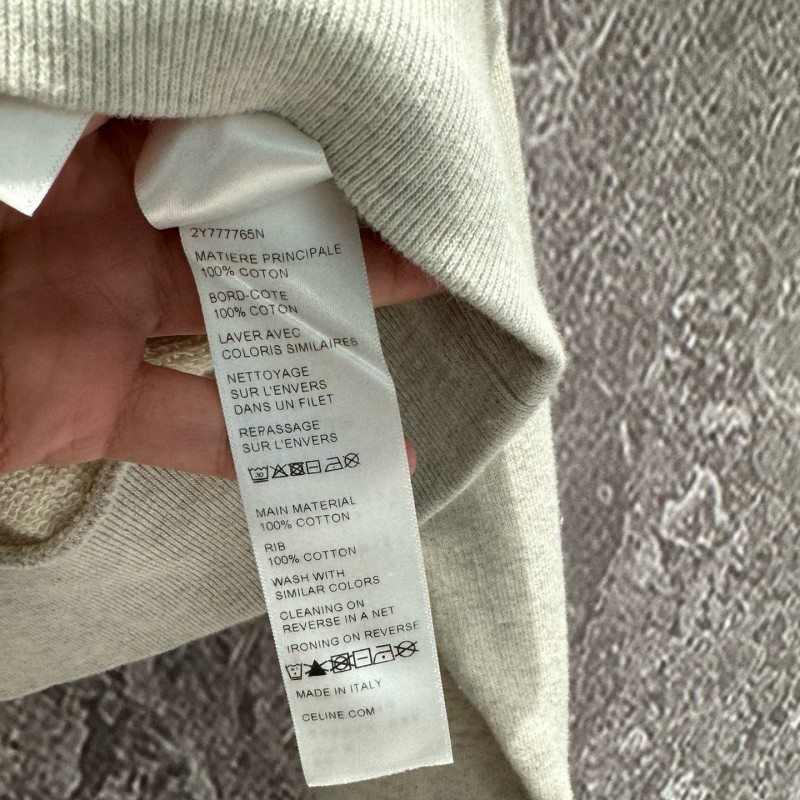 2Y777765N
MATIERE PRINCIPALE
100% COTON
BORD-COTE
100% COTON
LAVER AVEC
COLORIS SIMILAIRES
NETTOYAGE
SUR L'ENVERS
DANS UN FILET
REPASSAGE
SUR L'ENVERS
30
MAIN MATERIAL
100% COTTON
RIB
100% COTTON
WASH WITH
SIMILAR COLORS
CLEANING ON
REVERSE IN A NET
IRONING ON REVERSE
MADE IN ITALY
CELINE.COM